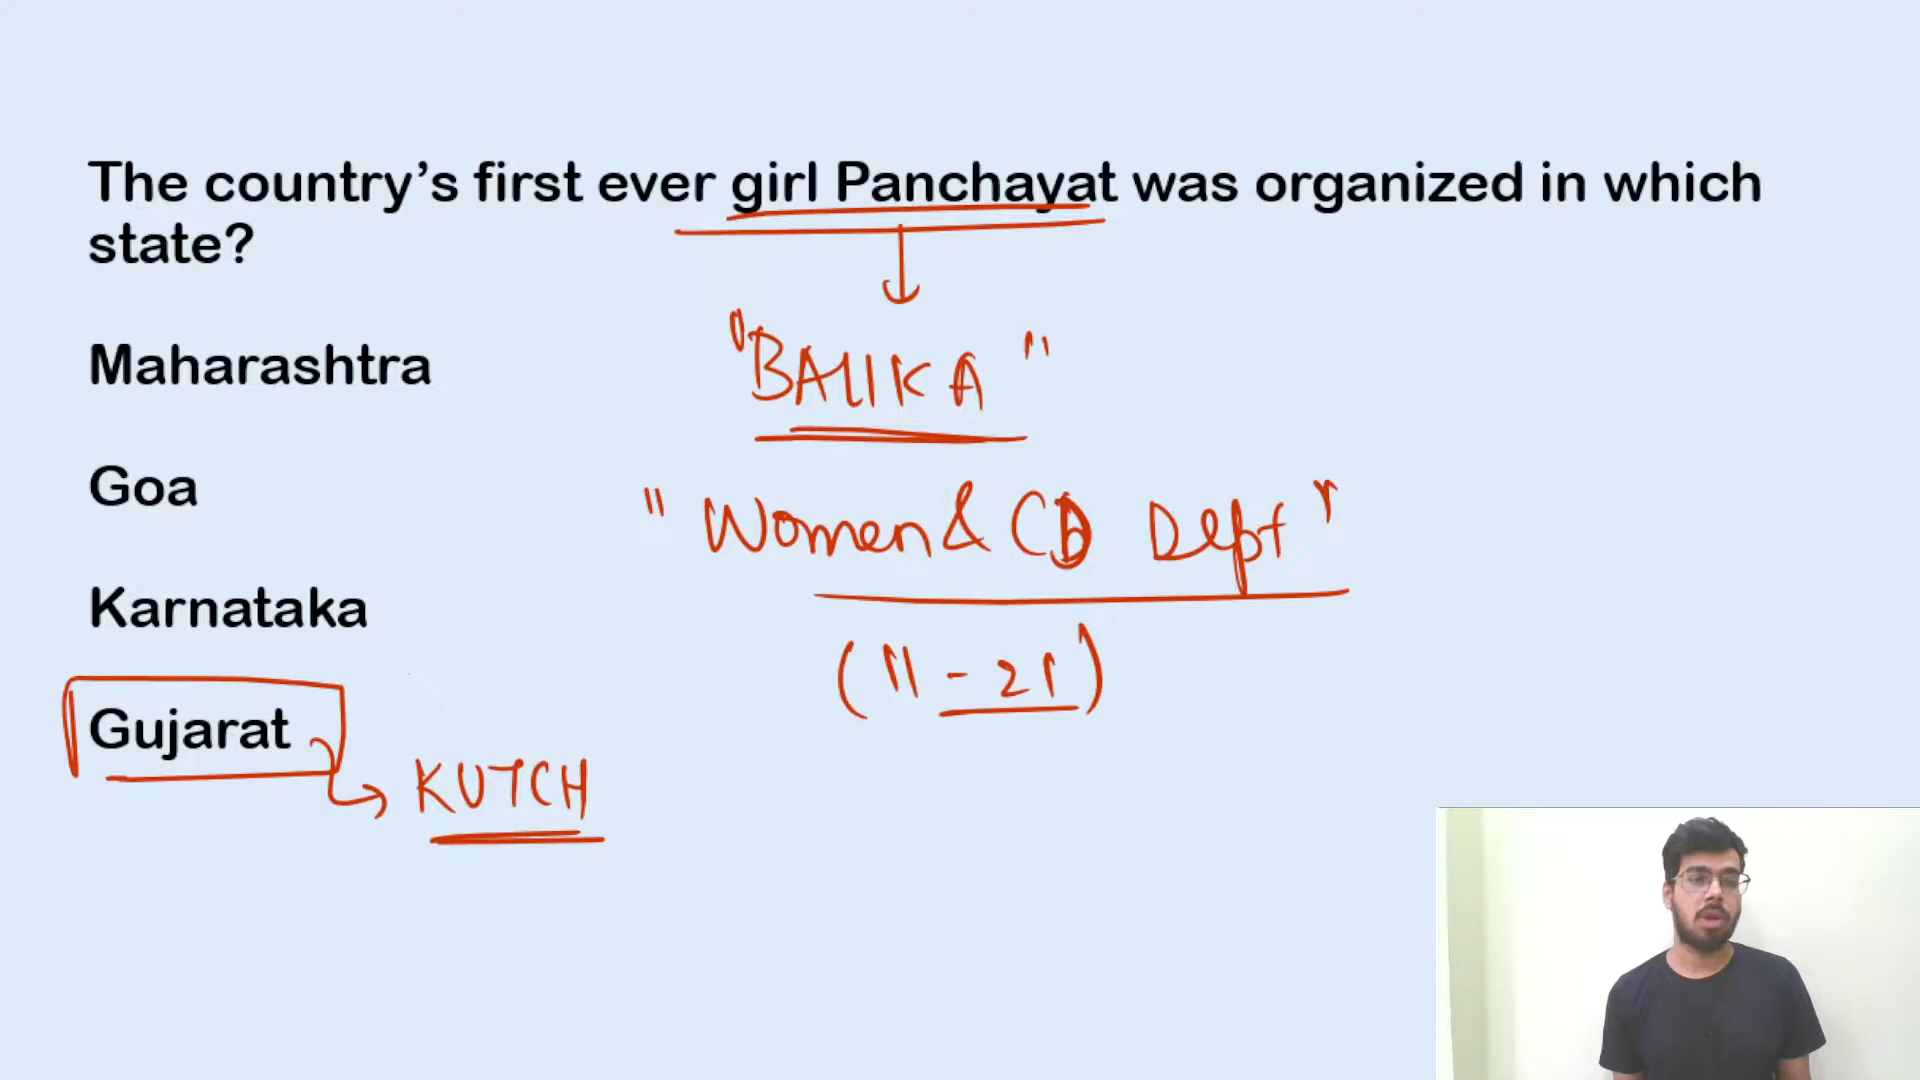 The country’s first ever girl Panchayat was organized in which
state?
"BALIKA"
Maharashtra
Goa
"Women & CD Dept"
Karnataka
(11-21)
Gujarat
KUTCH